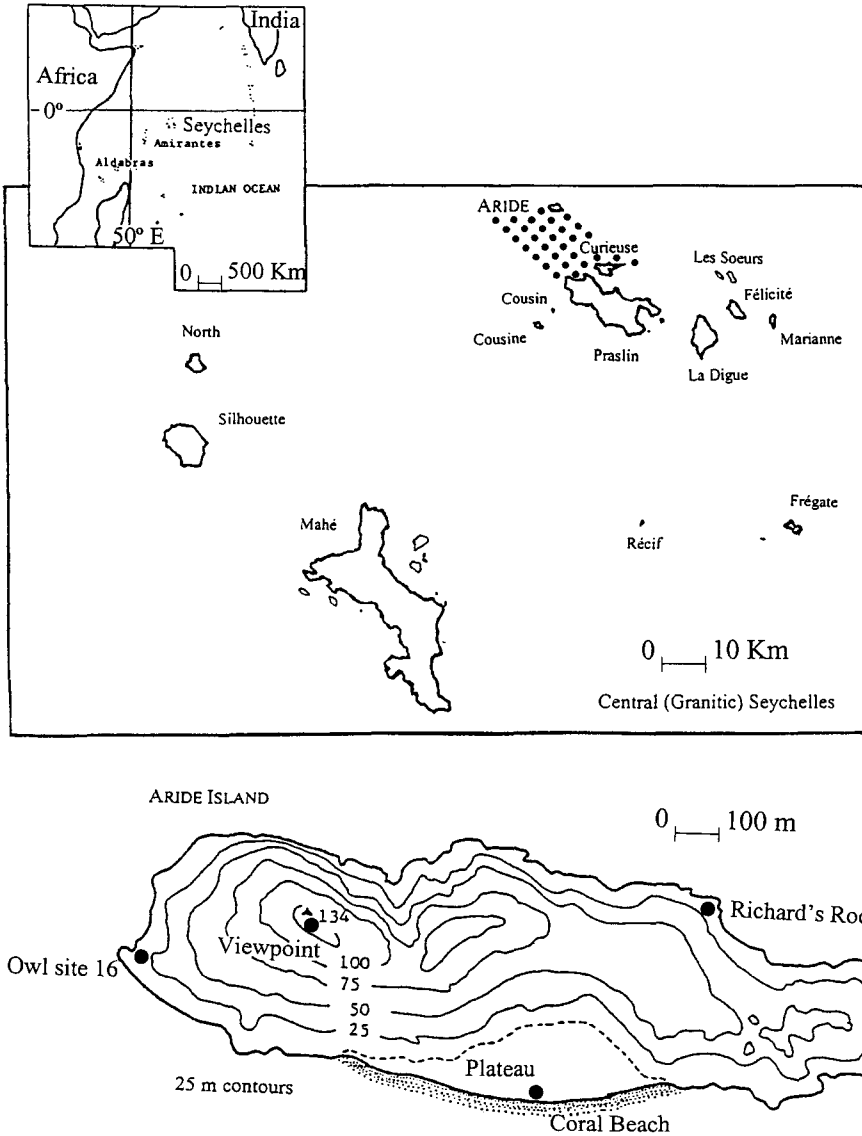 India
Africa
0°
Seychelles
Amirantes
Aldabras
INDIAN OCEAN
50° E
0 500 Km
ARIDE
Curieuse
Les Soeurs
Félicité
Cousin
Cousine
Praslin
La Digue
Marianne
North
Silhouette
Mahé
Récif
Frégate
0 10 Km
Central (Granitic) Seychelles
ARIDE ISLAND
0 100 m
134
Viewpoint
Richard's Roc
Owl site 16
100
75
50
25
Plateau
25 m contours
Coral Beach